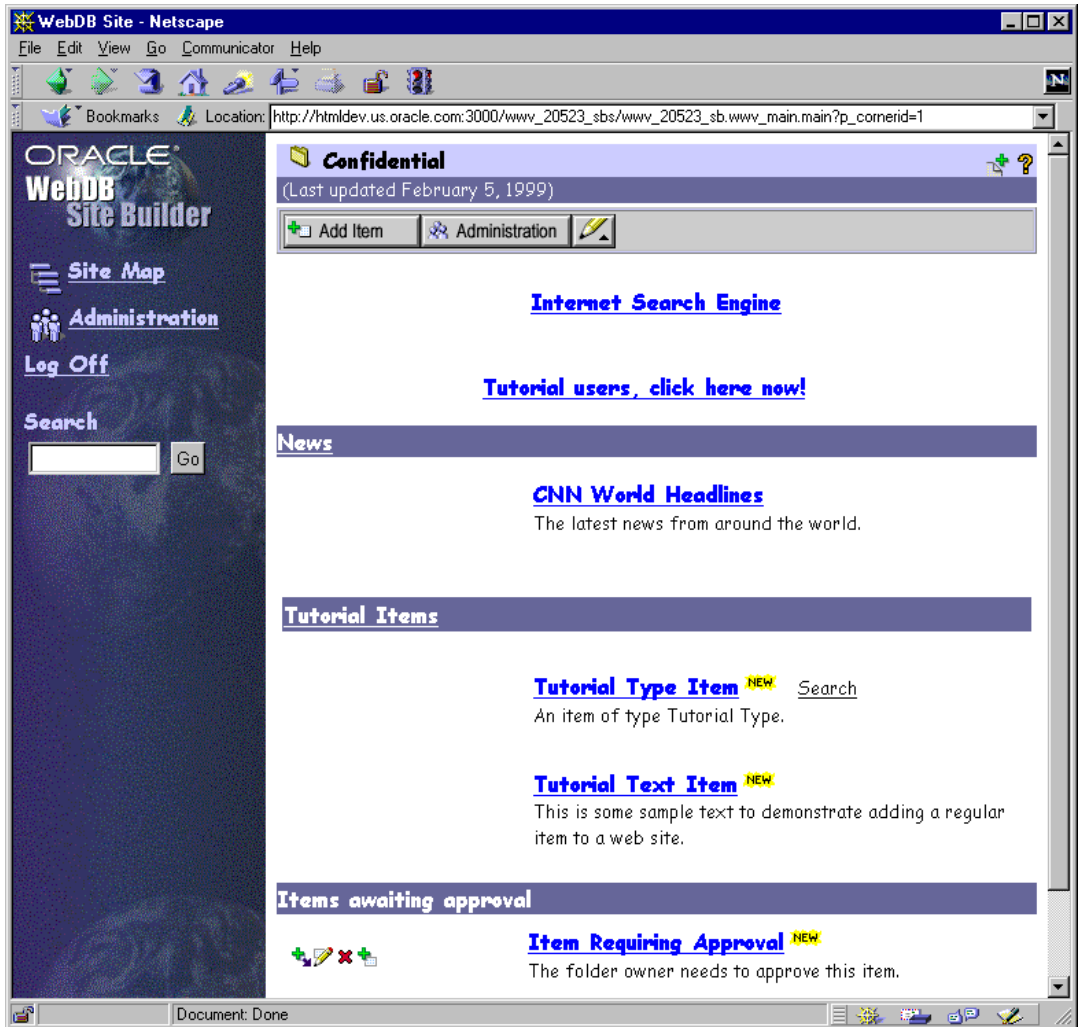 WebDB Site - Netscape
File Edit View Go Communicator Help
N
Bookmarks Location: http://htmldev.us.oracle.com:3000/wwv_20523_sbs/wwv_20523_sb.wwv_main.main?p_cornerid=1
ORACLE
WebDB
Site Builder
Site Map
Administration
Log Off
Search
Go
Confidential
(Last updated February 5, 1999)
Add Item Administration
Internet Search Engine
Tutorial users, click here now!
News
CNN World Headlines
The latest news from around the world.
Tutorial Items
Tutorial Type Item NEW Search
An item of type Tutorial Type.
Tutorial Text Item NEW
This is some sample text to demonstrate adding a regular
item to a web site.
Items awaiting approval
Item Requiring Approval NEW
The folder owner needs to approve this item.
Document: Done